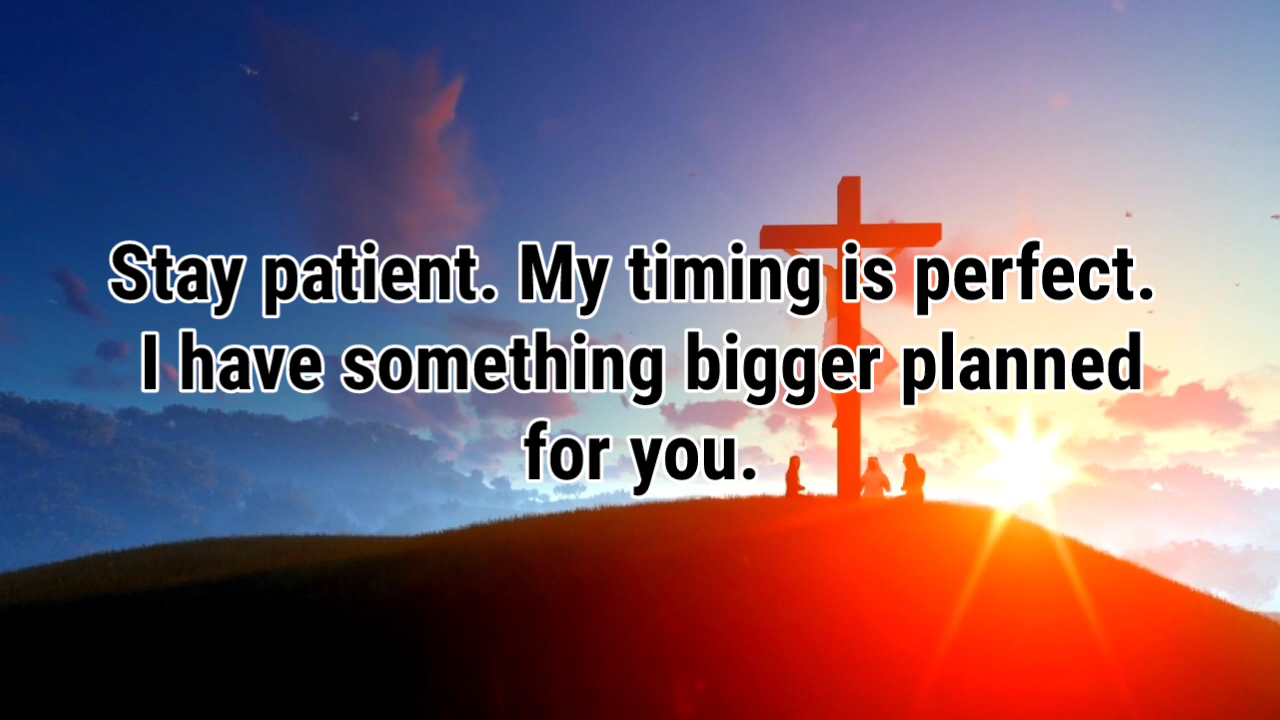 Stay patient. My timing is perfect.
I have something bigger planned
for you.